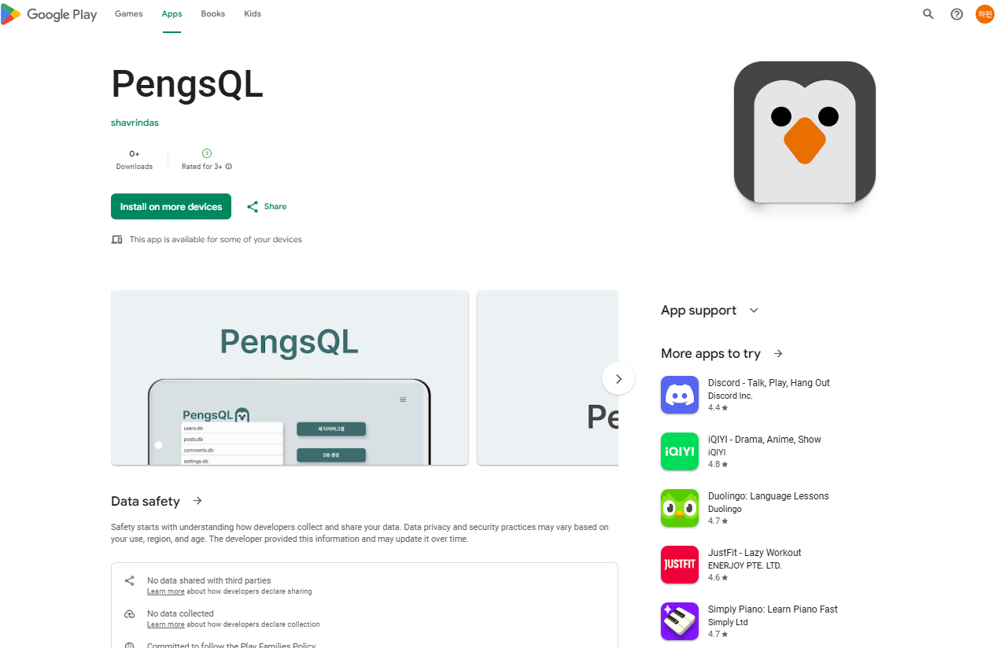 Google Play Games Apps Books Kids
하민
PengsQL
shavrindas
0+
Downloads
3
Rated for 3+
Install on more devices
Share
This app is available for some of your devices
PengsQL
PengsQL
users.db
posts.db
comments.db
settings.db
새 다이어그램
DB 생성
Pe
App support
More apps to try
Discord - Talk, Play, Hang Out
Discord Inc.
4.4★
iQIYI
iQIYI - Drama, Anime, Show
iQIYI
4.8★
Duolingo: Language Lessons
Duolingo
4.7★
JUSTFIT
JustFit - Lazy Workout
ENERJOY PTE. LTD.
4.6★
Simply Piano: Learn Piano Fast
Simply Ltd
4.7★
Data safety
Safety starts with understanding how developers collect and share your data. Data privacy and security practices may vary based on
your use, region, and age. The developer provided this information and may update it over time.
No data shared with third parties
Learn more about how developers declare sharing
No data collected
Learn more about how developers declare collection
Committed to follow the Play Families Policy